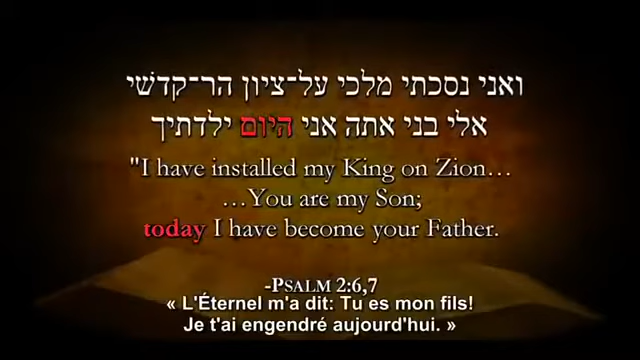 ואני נסכתי מלכי על־ציון הר־קדשי
אלי בני אתה אני היום ילדתיך
"I have installed my King on Zion…
…You are my Son;
today I have become your Father.
-PSALM 2:6,7
« L'Éternel m'a dit: Tu es mon fils!
Je t'ai engendré aujourd'hui. »